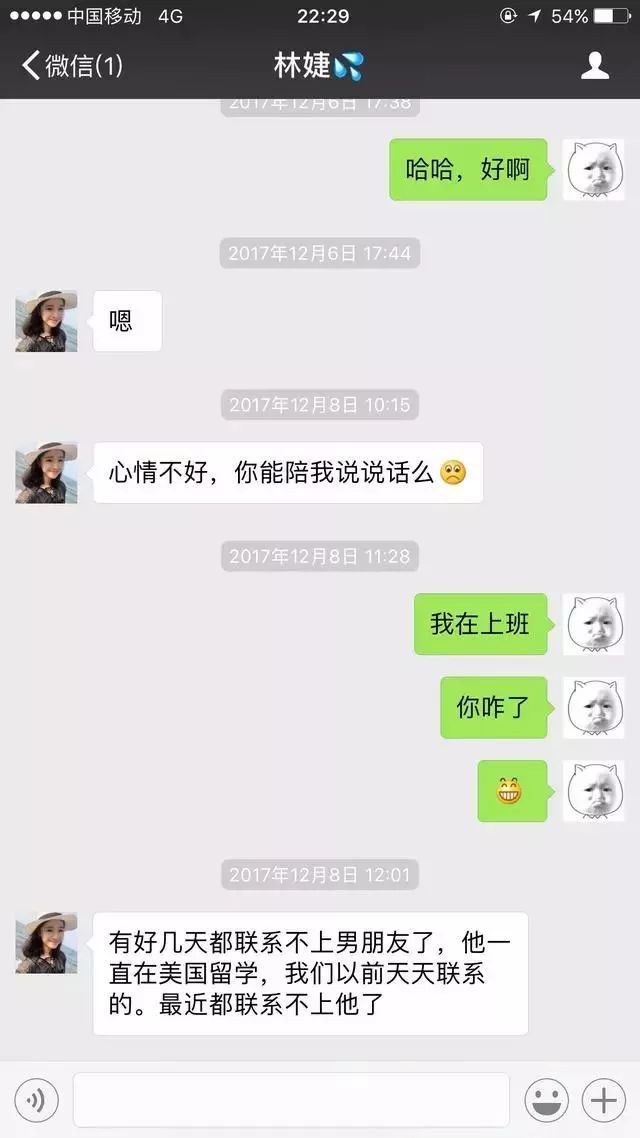 中国移动 4G 22:29 54%
微信(1) 林婕💦
2017年12月6日 17:38
哈哈，好啊
2017年12月6日 17:44
嗯
2017年12月8日 10:15
心情不好，你能陪我说说话么🙁
2017年12月8日 11:28
我在上班
你咋了
😁
2017年12月8日 12:01
有好几天都联系不上男朋友了，他一
直在美国留学，我们以前天天联系
的。最近都联系不上他了